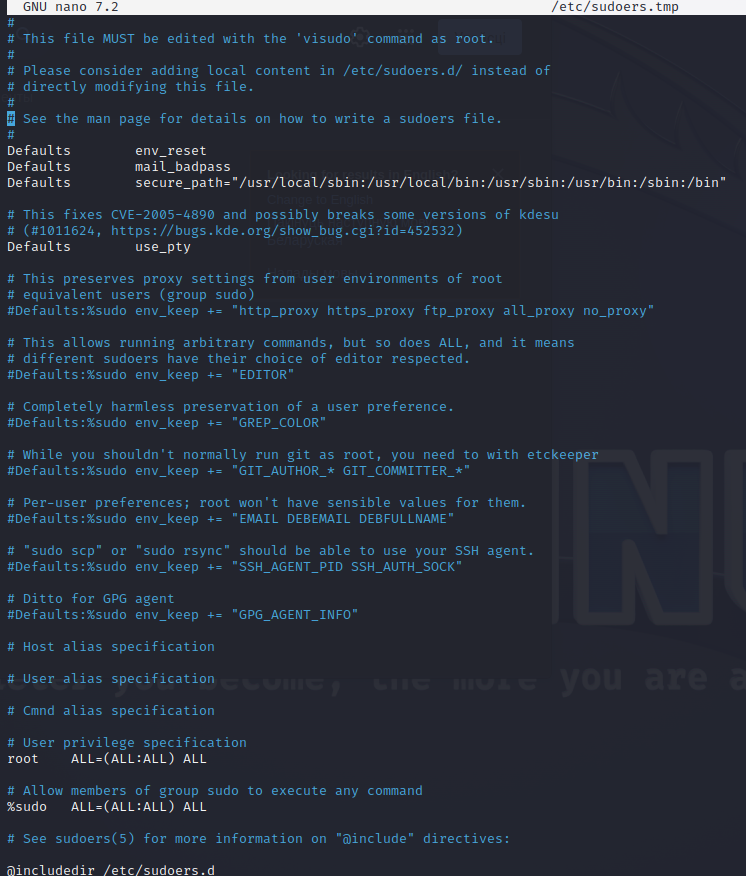 GNU nano 7.2 /etc/sudoers.tmp
#
# This file MUST be edited with the 'visudo' command as root.
#
# Please consider adding local content in /etc/sudoers.d/ instead of
# directly modifying this file.
#
# See the man page for details on how to write a sudoers file.
#
Defaults        env_reset
Defaults        mail_badpass
Defaults        secure_path="/usr/local/sbin:/usr/local/bin:/usr/sbin:/usr/bin:/sbin:/bin"
# This fixes CVE-2005-4890 and possibly breaks some versions of kdesu
# (#1011624, https://bugs.kde.org/show_bug.cgi?id=452532)
Defaults        use_pty
# This preserves proxy settings from user environments of root
# equivalent users (group sudo)
#Defaults:%sudo env_keep += "http_proxy https_proxy ftp_proxy all_proxy no_proxy"
# This allows running arbitrary commands, but so does ALL, and it means
# different sudoers have their choice of editor respected.
#Defaults:%sudo env_keep += "EDITOR"
# Completely harmless preservation of a user preference.
#Defaults:%sudo env_keep += "GREP_COLOR"
# While you shouldn't normally run git as root, you need to with etckeeper
#Defaults:%sudo env_keep += "GIT_AUTHOR_* GIT_COMMITTER_*"
# Per-user preferences; root won't have sensible values for them.
#Defaults:%sudo env_keep += "EMAIL DEBEMAIL DEBFULLNAME"
# "sudo scp" or "sudo rsync" should be able to use your SSH agent.
#Defaults:%sudo env_keep += "SSH_AGENT_PID SSH_AUTH_SOCK"
# Ditto for GPG agent
#Defaults:%sudo env_keep += "GPG_AGENT_INFO"
# Host alias specification
# User alias specification
# Cmnd alias specification
# User privilege specification
root    ALL=(ALL:ALL) ALL
# Allow members of group sudo to execute any command
%sudo   ALL=(ALL:ALL) ALL
# See sudoers(5) for more information on "@include" directives:
@includedir /etc/sudoers.d
NU
you become, the more you are a